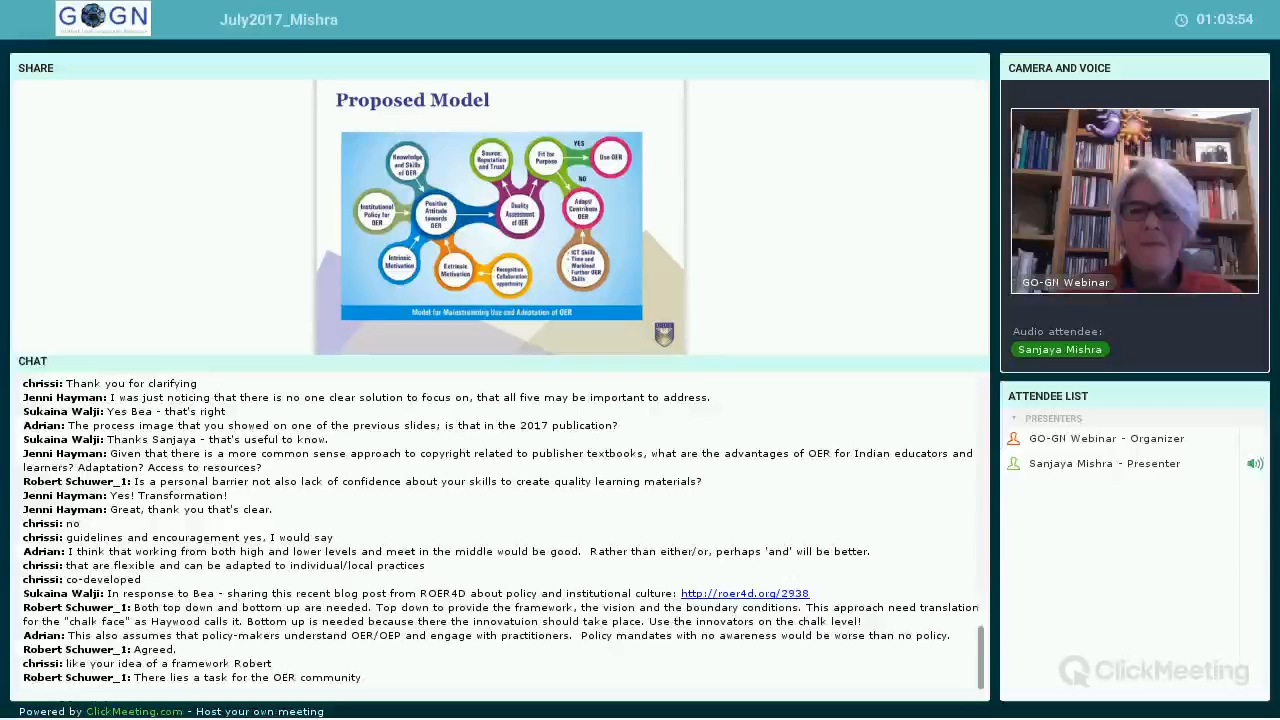 GOGN
July2017_Mishra
01:03:54
SHARE
Proposed Model
Knowledge
and Skills
of OER
Source:
Reputation
and Trust
Fit for
Purpose
YES
Use OER
NO
Institutional
Policy for
OER
Positive
Attitude
towards
OER
Quality
Assessment
of OER
Adapt/
Contribute
OER
Intrinsic
Motivation
Extrinsic
Motivation
Recognition
Collaboration
opportunity
ICT Skills
Time and
Workload
Further OER
Skills
Model for Mainstreaming Use and Adaptation of OER
CAMERA AND VOICE
GO-GN Webinar
Audio attendee:
Sanjaya Mishra
CHAT
chrissi: Thank you for clarifying
Jenni Hayman: I was just noticing that there is no one clear solution to focus on, that all five may be important to address.
Sukaina Walji: Yes Bea - that's right
Adrian: The process image that you showed on one of the previous slides; is that in the 2017 publication?
Sukaina Walji: Thanks Sanjaya - that's useful to know.
Jenni Hayman: Given that there is a more common sense approach to copyright related to publisher textbooks, what are the advantages of OER for Indian educators and
learners? Adaptation? Access to resources?
Robert Schuwer_1: Is a personal barrier not also lack of confidence about your skills to create quality learning materials?
Jenni Hayman: Yes! Transformation!
Jenni Hayman: Great, thank you that's clear.
chrissi: no
chrissi: guidelines and encouragement yes, I would say
Adrian: I think that working from both high and lower levels and meet in the middle would be good. Rather than either/or, perhaps 'and' will be better.
chrissi: that are flexible and can be adapted to individual/local practices
chrissi: co-developed
Sukaina Walji: In response to Bea - sharing this recent blog post from ROER4D about policy and institutional culture: http://roer4d.org/2938
Robert Schuwer_1: Both top down and bottom up are needed. Top down to provide the framework, the vision and the boundary conditions. This approach need translation
for the "chalk face" as Haywood calls it. Bottom up is needed because there the innovatuion should take place. Use the innovators on the chalk level!
Adrian: This also assumes that policy-makers understand OER/OEP and engage with practitioners. Policy mandates with no awareness would be worse than no policy.
Robert Schuwer_1: Agreed.
chrissi: like your idea of a framework Robert
Robert Schuwer_1: There lies a task for the OER community
ATTENDEE LIST
PRESENTERS
GO-GN Webinar - Organizer
Sanjaya Mishra - Presenter
ClickMeeting
Powered by ClickMeeting.com - Host your own meeting